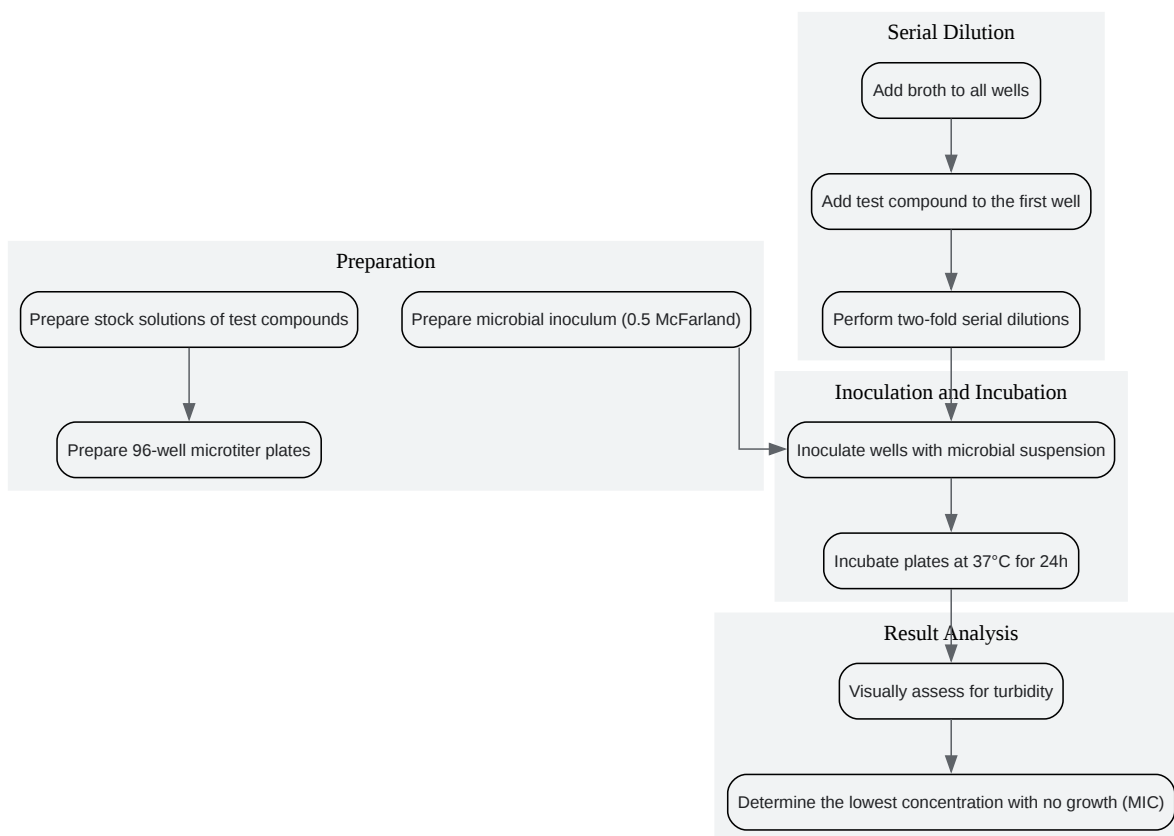 Serial Dilution
Add broth to all wells
Add test compound to the first well
Perform two-fold serial dilutions
Preparation
Prepare stock solutions of test compounds
Prepare microbial inoculum (0.5 McFarland)
Prepare 96-well microtiter plates
Inoculation and Incubation
Inoculate wells with microbial suspension
Incubate plates at 37°C for 24h
Result Analysis
Visually assess for turbidity
Determine the lowest concentration with no growth (MIC)